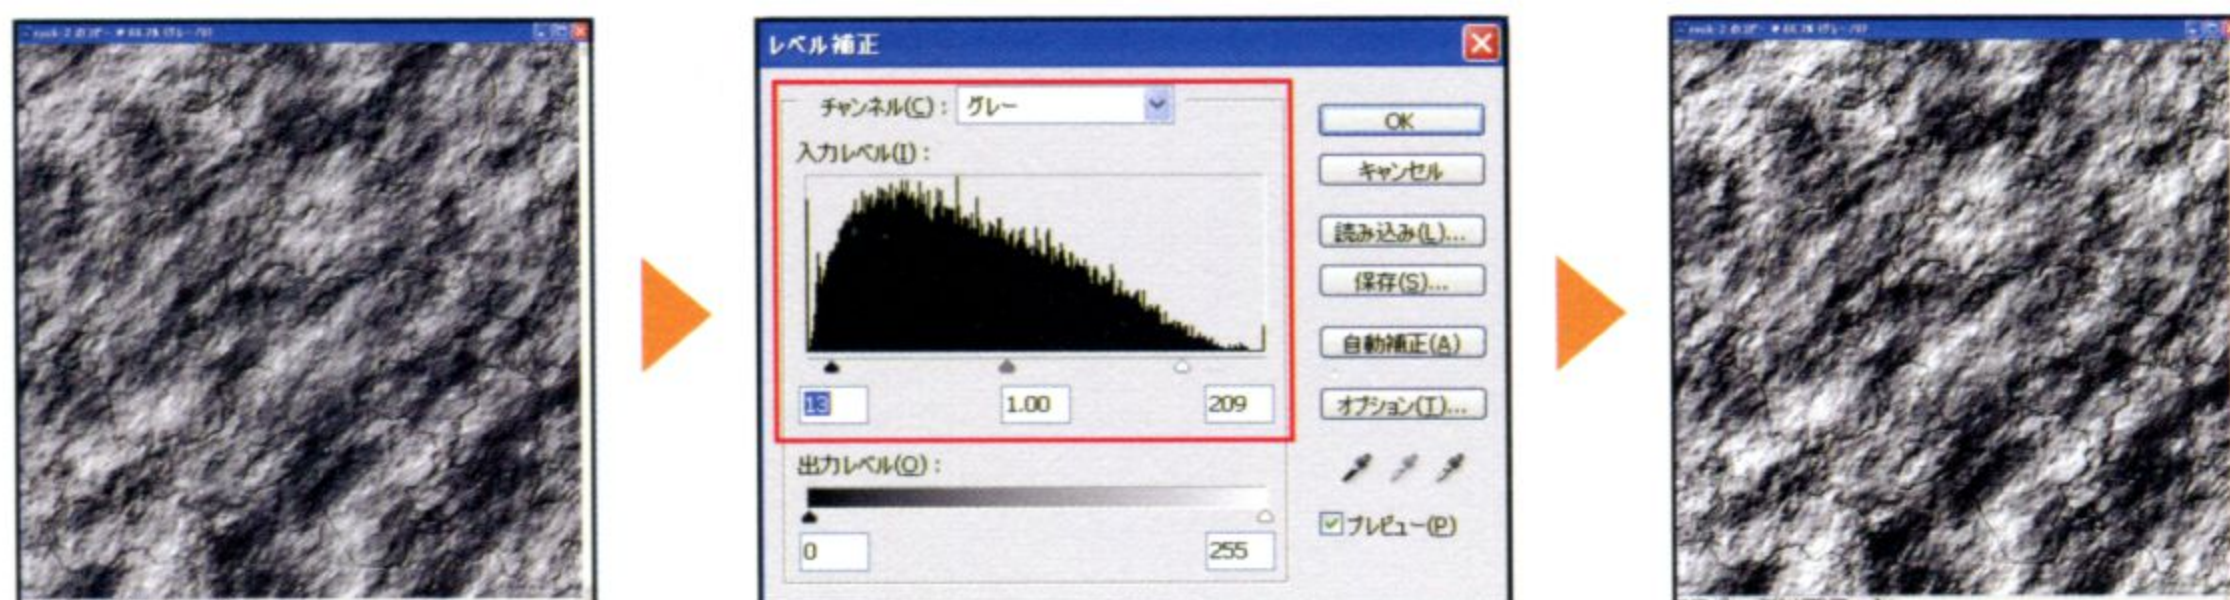 レベル補正
チャンネル(C): グレー
入力レベル(I):
13 1.00 209
出力レベル(O):
0 255
OK
キャンセル
読み込み(L)...
保存(S)...
自動補正(A)
オプション(T)...
プレビュー(P)